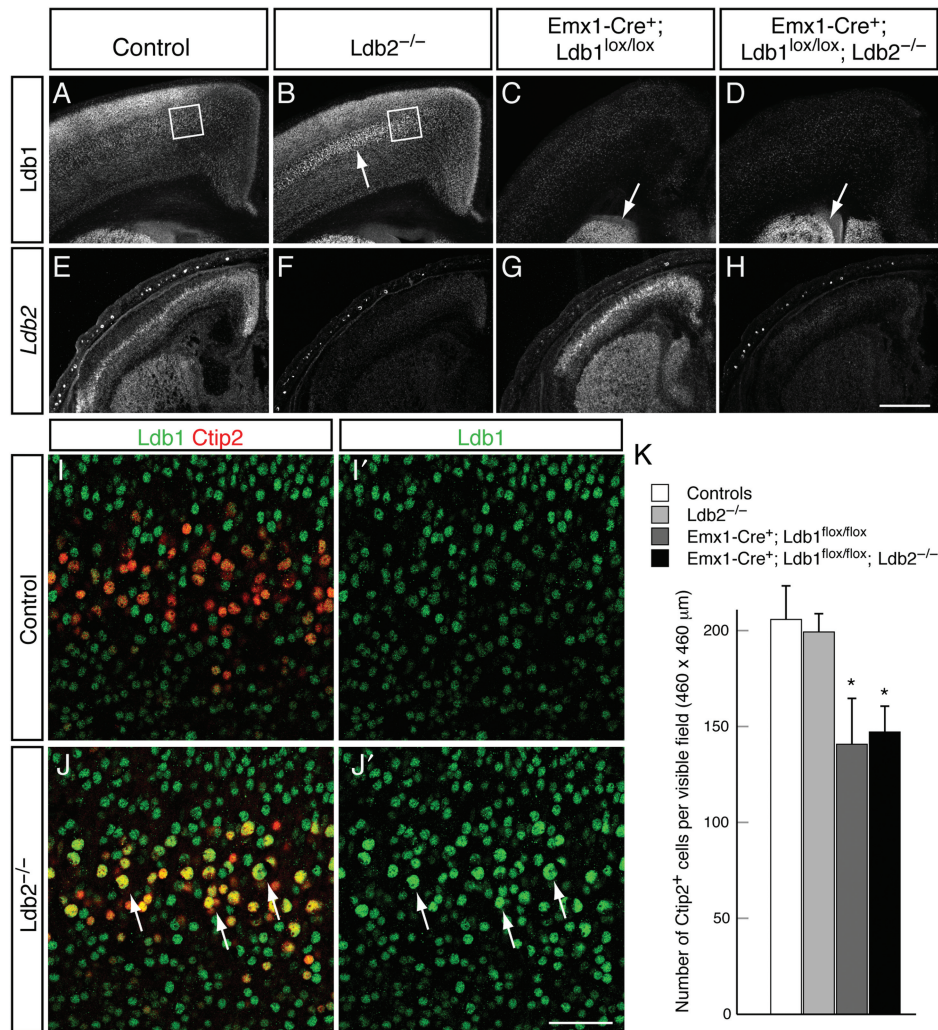 Control
Ldb2−/−
Emx1-Cre+;
Ldb1lox/lox
Emx1-Cre+;
Ldb1lox/lox; Ldb2−/−
Ldb1
A
B
C
D
Ldb2
E
F
G
H
Ldb1 Ctip2
Ldb1
Control
I
I′
Ldb2−/−
J
J′
K
Controls
Ldb2−/−
Emx1-Cre+; Ldb1flox/flox
Emx1-Cre+; Ldb1flox/flox; Ldb2−/−
Number of Ctip2+ cells per visible field (460 x 460 µm)
200
150
100
50
0
*
*